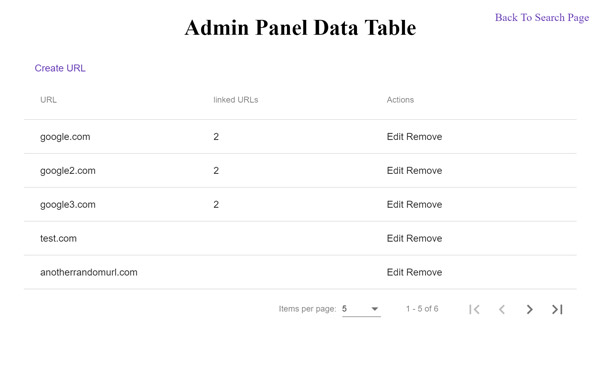 Back To Search Page
Admin Panel Data Table
Create URL
URL linked URLs Actions
google.com 2 Edit Remove
google2.com 2 Edit Remove
google3.com 2 Edit Remove
test.com Edit Remove
anotherrandomurl.com Edit Remove
Items per page: 5 1 - 5 of 6